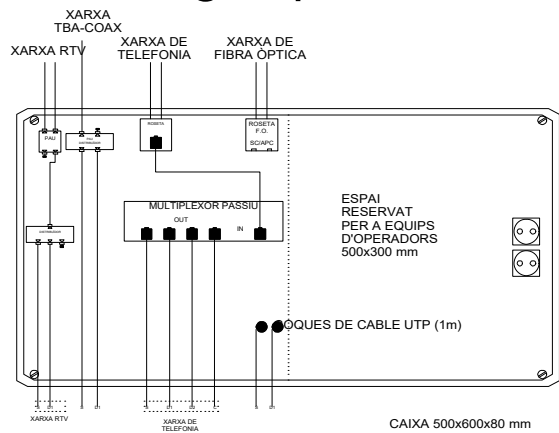 XARXA
TBA-COAX
XARXA RTV
XARXA DE
TELEFONIA
XARXA DE
FIBRA ÒPTICA
PAU
PAU
DISTRIBUIDOR
ROSETA
ROSETA
F.O.
SC/APC
MULTIPLEXOR PASSIU
OUT
IN
DISTRIBUIDOR
ESPAI
RESERVAT
PER A EQUIPS
D'OPERADORS
500x300 mm
OQUES DE CABLE UTP (1m)
XARXA RTV
XARXA DE
TELEFONIA
CAIXA 500x600x80 mm